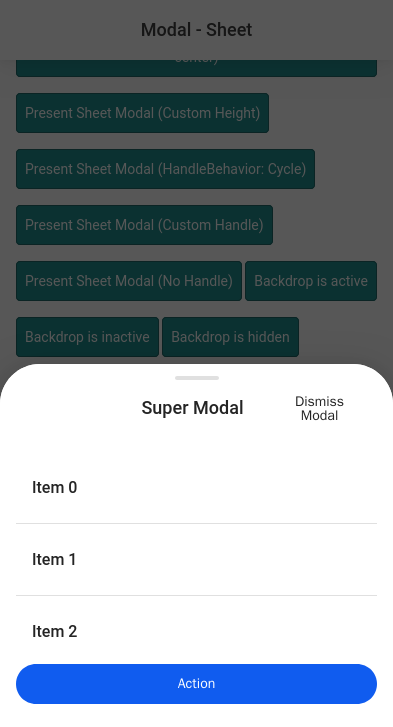 Modal - Sheet
Present Sheet Modal (Custom Height)
Present Sheet Modal (HandleBehavior: Cycle)
Present Sheet Modal (Custom Handle)
Present Sheet Modal (No Handle) Backdrop is active
Backdrop is inactive Backdrop is hidden
Super Modal
Dismiss
Modal
Item 0
Item 1
Item 2
Action